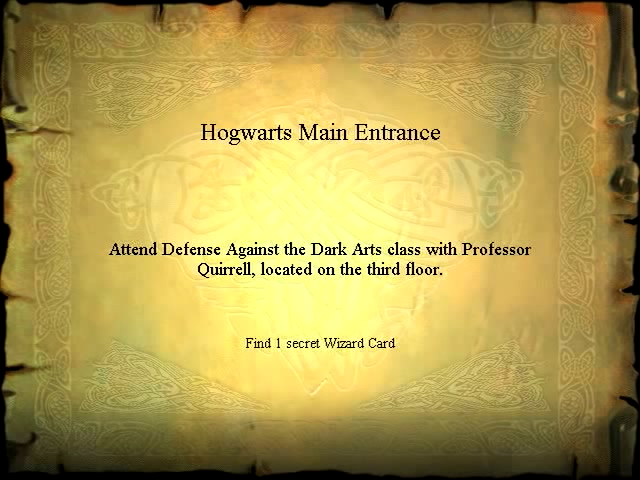 Hogwarts Main Entrance
Attend Defense Against the Dark Arts class with Professor
Quirrell, located on the third floor.
Find 1 secret Wizard Card